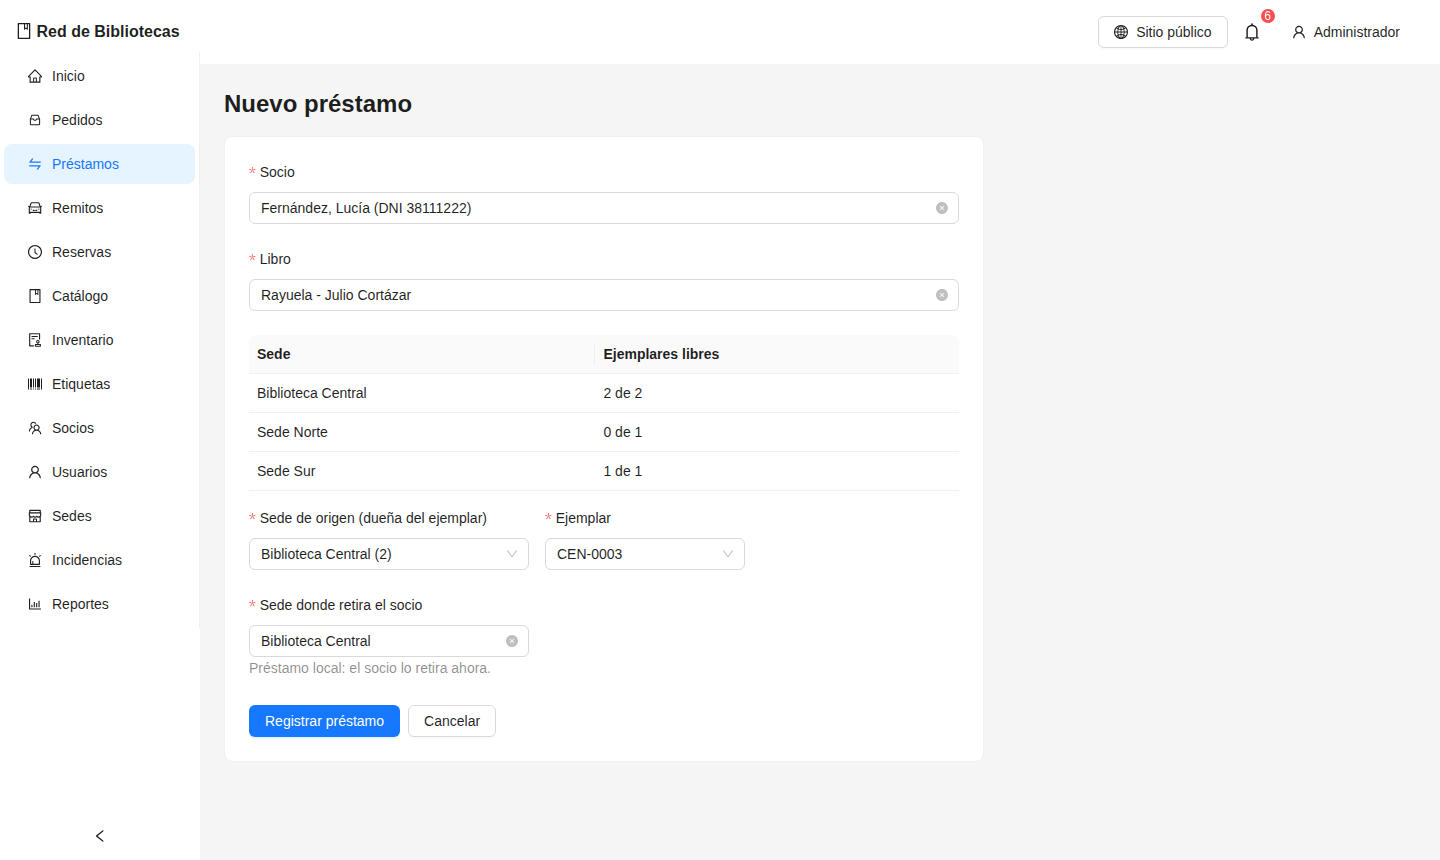 Red de Bibliotecas
Sitio público
6
Administrador
Inicio
Pedidos
Préstamos
Remitos
Reservas
Catálogo
Inventario
Etiquetas
Socios
Usuarios
Sedes
Incidencias
Reportes
Nuevo préstamo
* Socio
Fernández, Lucía (DNI 38111222)
* Libro
Rayuela - Julio Cortázar
Sede Ejemplares libres
Biblioteca Central 2 de 2
Sede Norte 0 de 1
Sede Sur 1 de 1
* Sede de origen (dueña del ejemplar) * Ejemplar
Biblioteca Central (2) CEN-0003
* Sede donde retira el socio
Biblioteca Central
Préstamo local: el socio lo retira ahora.
Registrar préstamo Cancelar